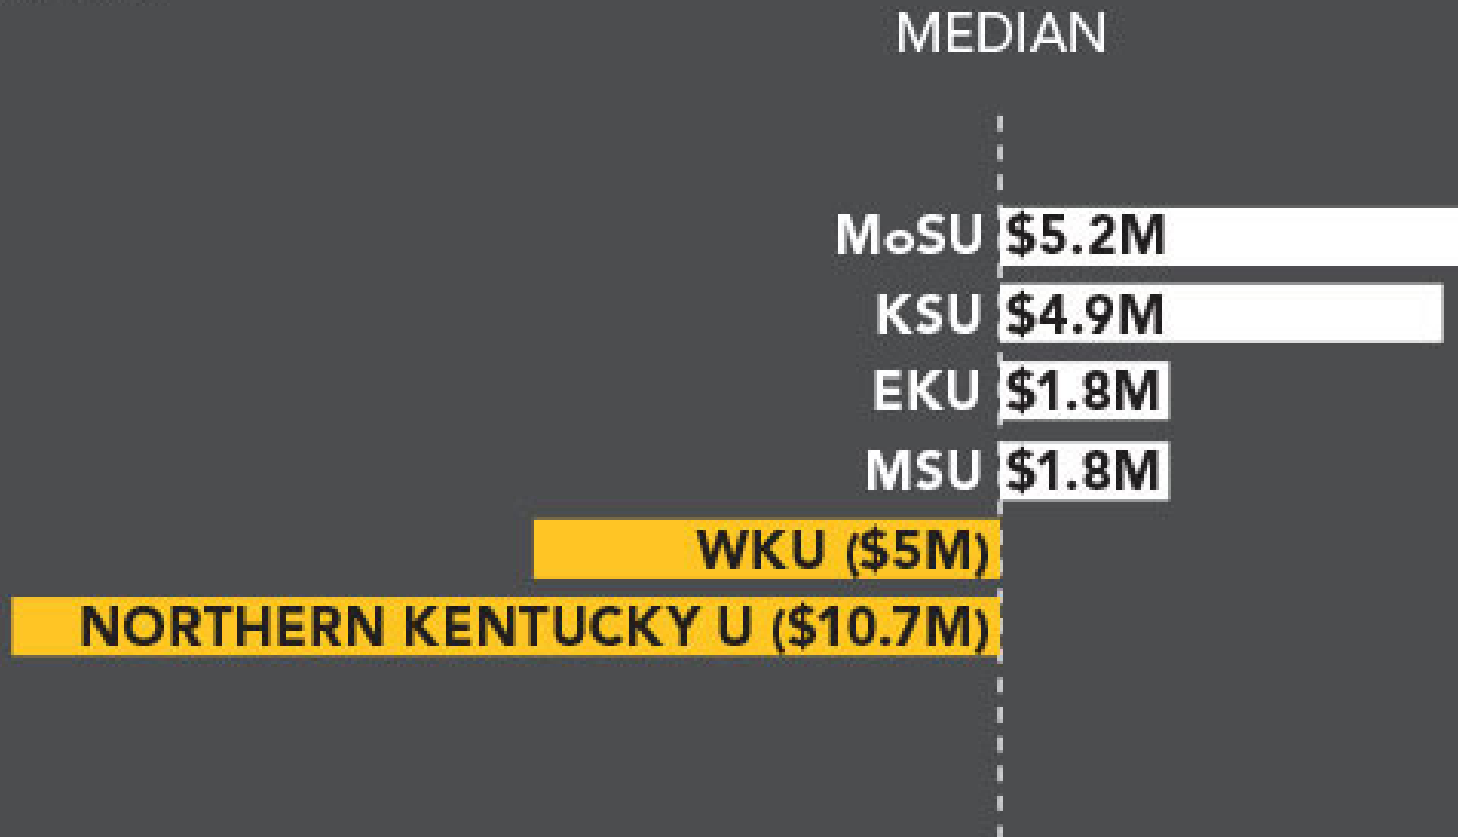 MEDIAN
MoSU $5.2M
KSU $4.9M
EKU $1.8M
MSU $1.8M
WKU ($5M)
NORTHERN KENTUCKY U ($10.7M)